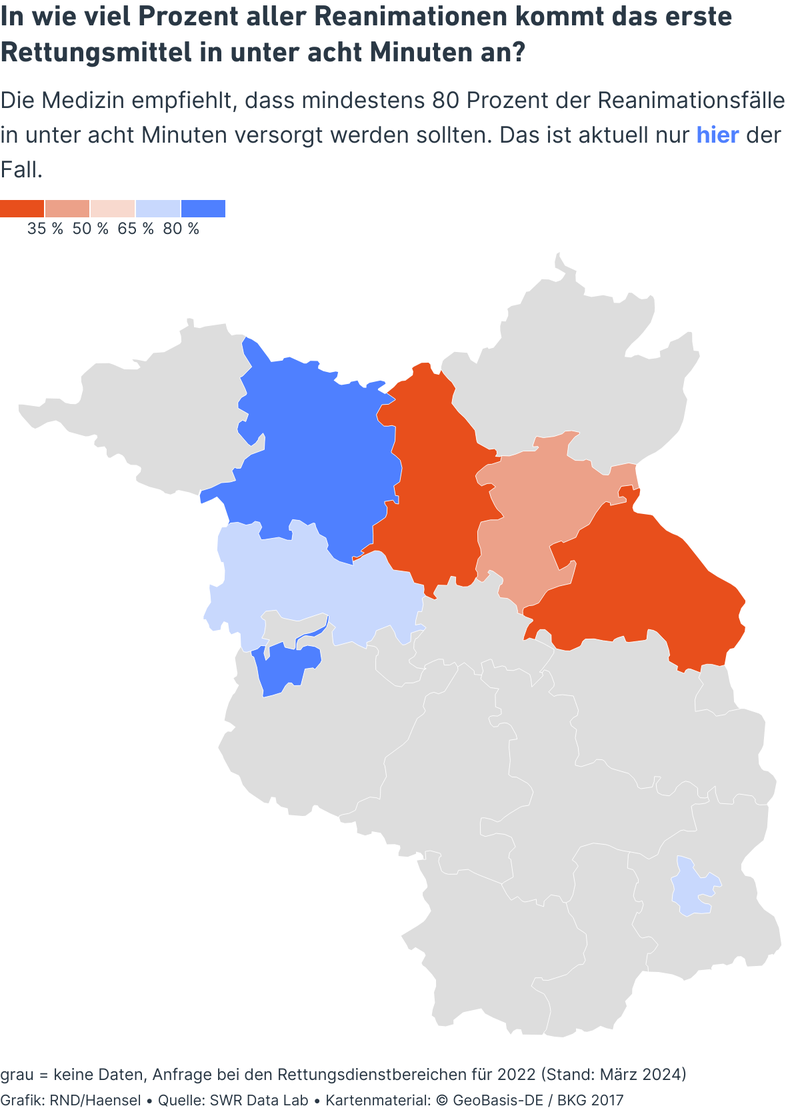 In wie viel Prozent aller Reanimationen kommt das erste
Rettungsmittel in unter acht Minuten an?
Die Medizin empfiehlt, dass mindestens 80 Prozent der Reanimationsfälle
in unter acht Minuten versorgt werden sollten. Das ist aktuell nur hier der
Fall.
35 % 50 % 65 % 80 %
grau = keine Daten, Anfrage bei den Rettungsdienstbereichen für 2022 (Stand: März 2024)
Grafik: RND/Haensel • Quelle: SWR Data Lab • Kartenmaterial: © GeoBasis-DE / BKG 2017